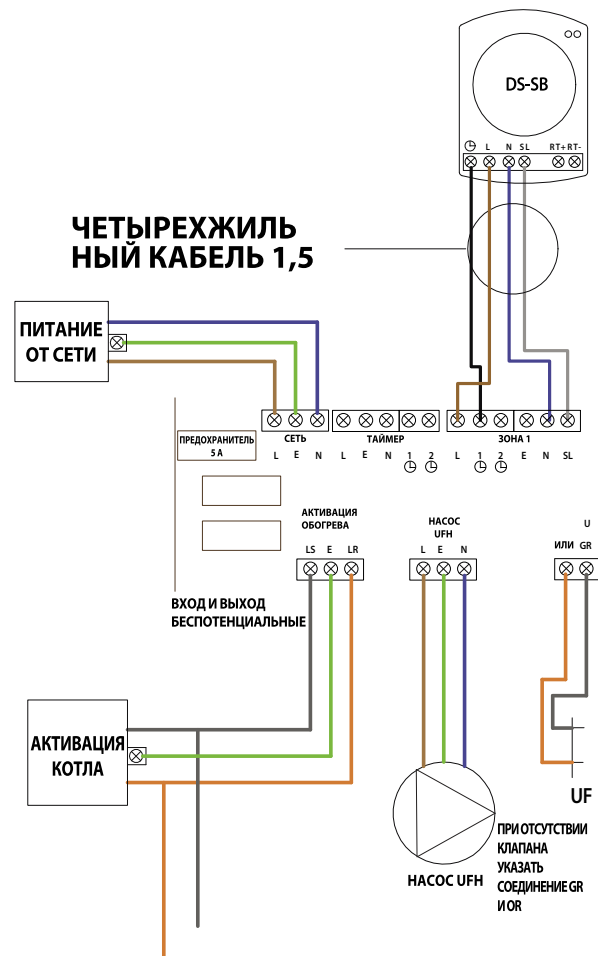 DS-SB
L N SL RT+ RT-
ЧЕТЫРЕХЖИЛЬ
НЫЙ КАБЕЛЬ 1,5
ПИТАНИЕ
ОТ СЕТИ
ПРЕДОХРАНИТЕЛЬ
5 А
СЕТЬ
L E N
ТАЙМЕР
L E N 1 2
ЗОНА 1
L 1 2 E N SL
АКТИВАЦИЯ
ОБОГРЕВА
LS E LR
НАСОС
UFH
L E N
U
ИЛИ GR
ВХОД И ВЫХОД
БЕСПОТЕНЦИАЛЬНЫЕ
АКТИВАЦИЯ
КОТЛА
НАСОС UFH
UF
ПРИ ОТСУТСТВИИ
КЛАПАНА
УКАЗАТЬ
СОЕДИНЕНИЕ GR
И OR